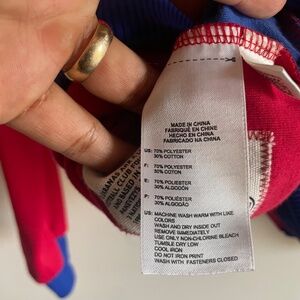 MADE IN CHINA
FABRIQUÉ EN CHINE
HECHO EN CHINA
FABRICADO NA CHINA
US: 70% POLYESTER
30% COTTON
F: 70% POLYESTER
30% COTON
E: 70% POLIÉSTER
30% ALGODÓN
P: 70% POLIÉSTER
30% ALGODÃO
US: MACHINE WASH WARM WITH LIKE
COLORS
WASH AND DRY INSIDE OUT
REMOVE IMMEDIATELY
USE ONLY NON-CHLORINE BLEACH
TUMBLE DRY LOW
COOL IRON
DO NOT IRON PRINT
WASH WITH FASTENERS CLOSED